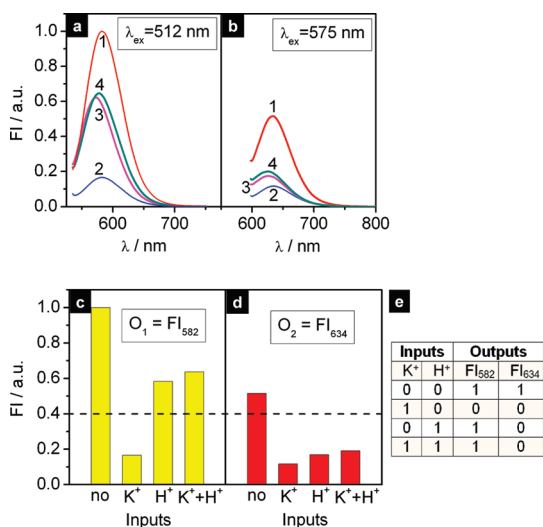 a
λex=512 nm
b
λex=575 nm
FI / a.u.
1.0
0.8
0.6
0.4
0.2
0.0
1
4
3
2
1
4
3
2
600
700
600
700
800
λ / nm
λ / nm
c
O1 = FI582
d
O2 = FI634
e
FI / a.u.
1.0
0.8
0.6
0.4
0.2
0.0
no K+ H+ K++H+
no K+ H+ K++H+
Inputs
Inputs
Inputs Outputs
K+ H+ FI582 FI634
0 0 1 1
1 0 0 0
0 1 1 0
1 1 1 0